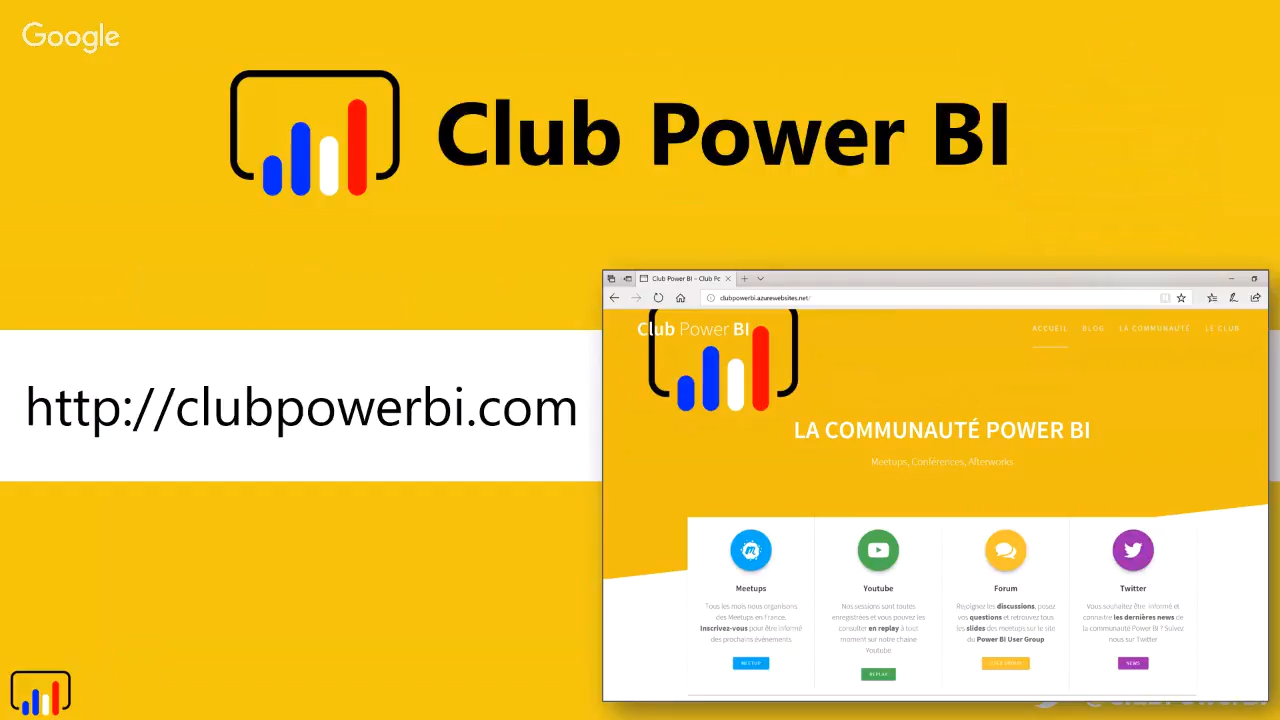 Google
Club Power BI
http://clubpowerbi.com
Club Power BI – Club Po
clubpowerbi.azurewebsites.net/
Club Power BI
ACCUEIL BLOG LA COMMUNAUTÉ LE CLUB
LA COMMUNAUTÉ POWER BI
Meetups, Conférences, Afterworks
Meetups
Tous les mois nous organisons
des Meetups en France.
Inscrivez-vous pour être informé
des prochains évènements
MEETUP
Youtube
Nos sessions sont toutes
enregistrées et vous pouvez les
consulter en replay à tout
moment sur notre chaine
Youtube
REPLAY
Forum
Rejoignez les discussions, posez
vos questions et retrouvez tous
les slides des meetups sur le site
du Power BI User Group
Twitter
Vous souhaitez être informé et
connaitre les dernières news de
la communauté Power BI ? Suivez
nous sur Twitter
NEWS